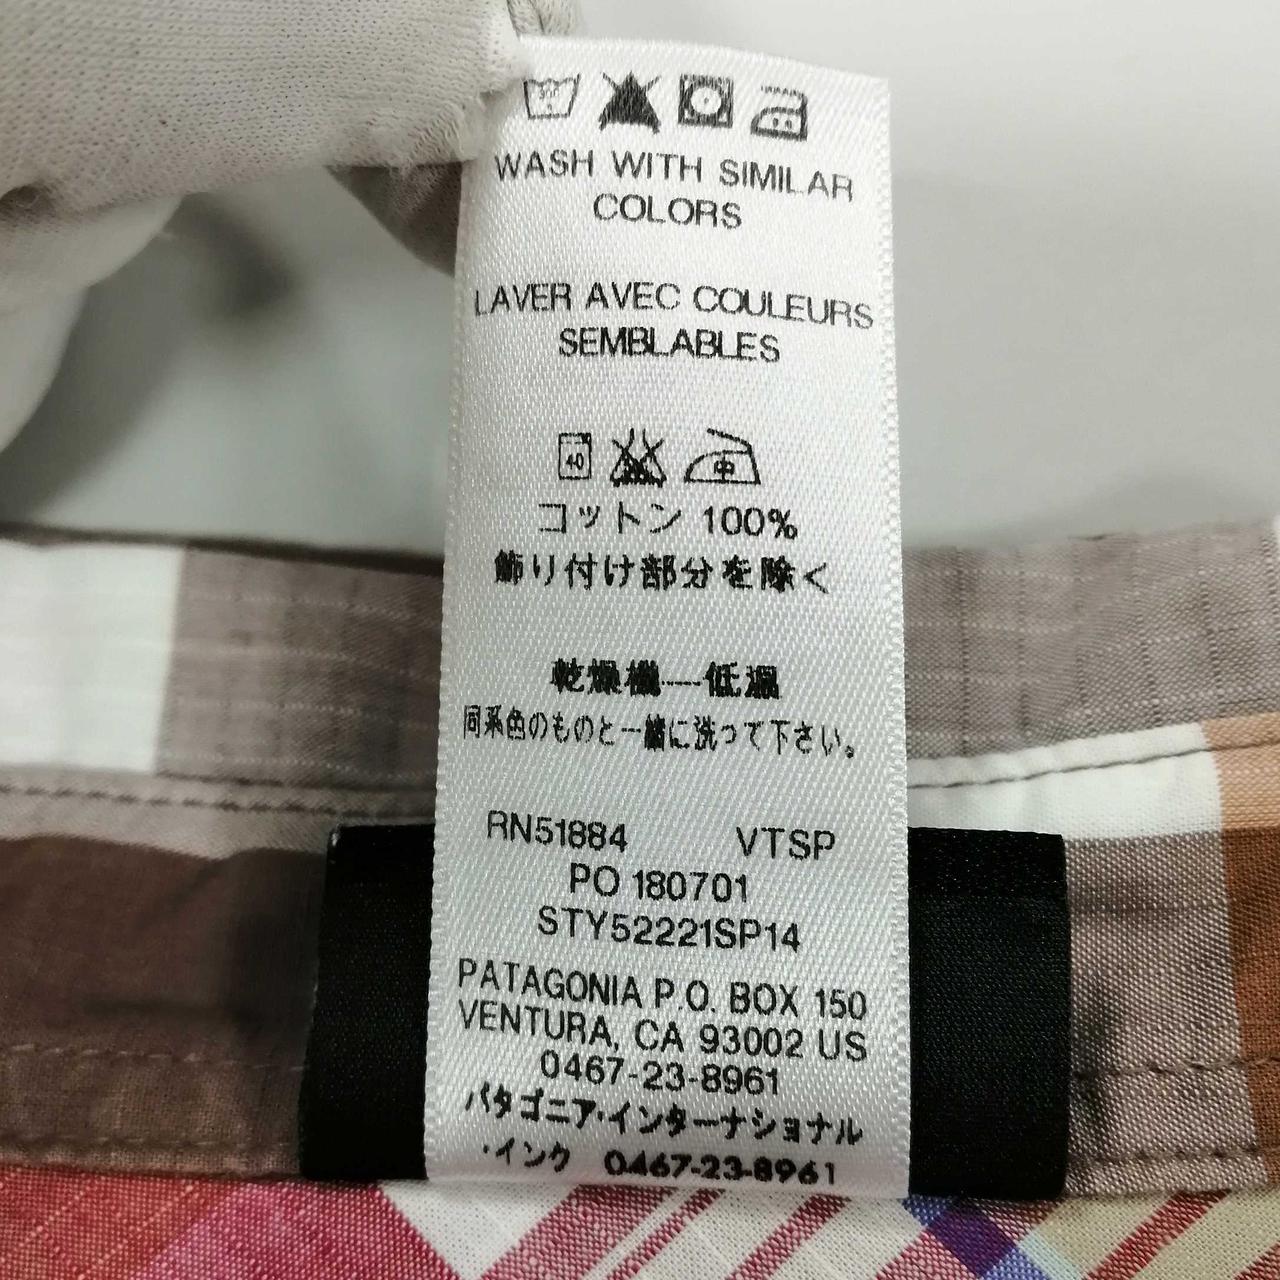 WASH WITH SIMILAR
COLORS
LAVER AVEC COULEURS
SEMBLABLES
40
中
コットン 100%
飾り付け部分を除く
乾燥機—低温
同系色のものと一緒に洗って下さい。
RN51884 VTSP
PO 180701
STY52221SP14
PATAGONIA P.O. BOX 150
VENTURA, CA 93002 US
0467-23-8961
パタゴニア・インターナショナル
・インク 0467-23-8961